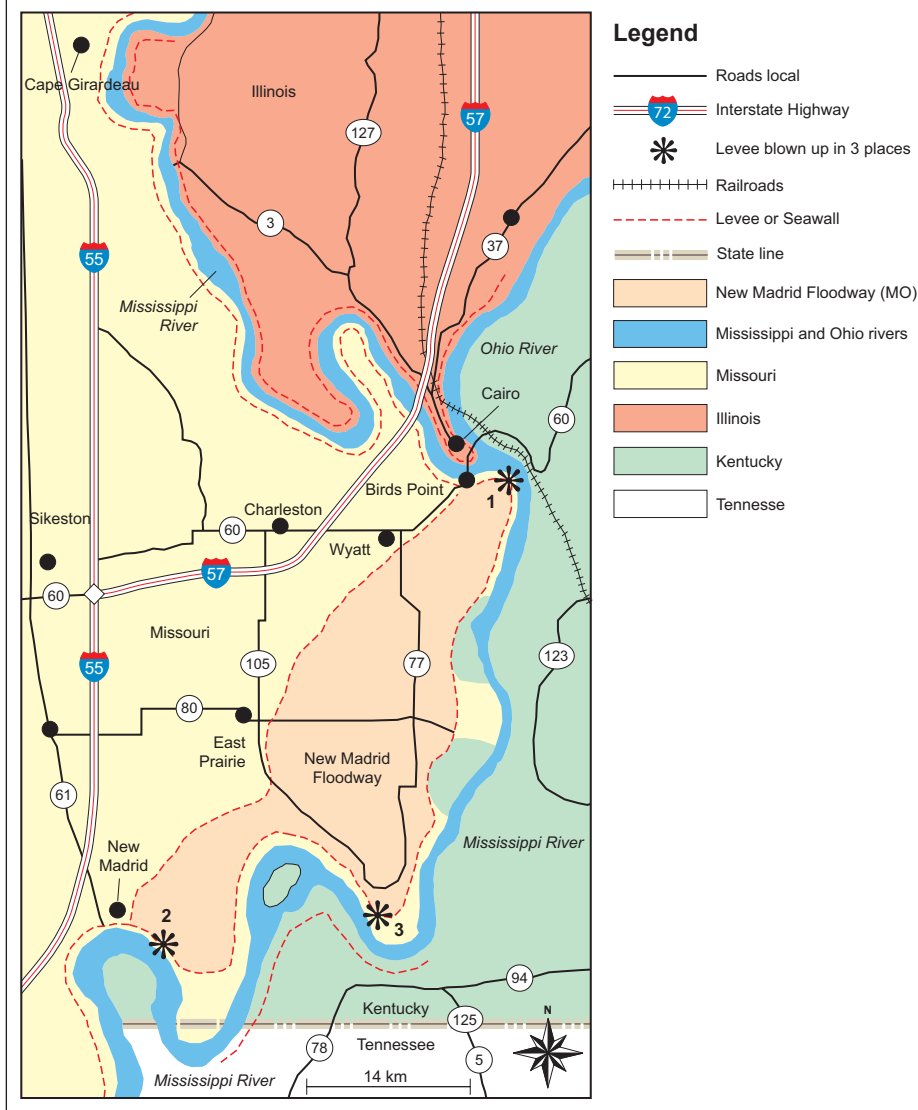 Cape Girardeau
Illinois
127
57
3
37
55
Mississippi
River
Ohio River
Cairo
60
Birds Point
1
Charleston
Sikeston
60
Wyatt
57
60
Missouri
55
105
77
123
80
East
Prairie
New Madrid
Floodway
61
Mississippi River
New
Madrid
2
3
94
Kentucky
125
N
78
Tennessee
5
Mississippi River
14 km
Legend
Roads local
72
Interstate Highway
Levee blown up in 3 places
Railroads
Levee or Seawall
State line
New Madrid Floodway (MO)
Mississippi and Ohio rivers
Missouri
Illinois
Kentucky
Tennesse